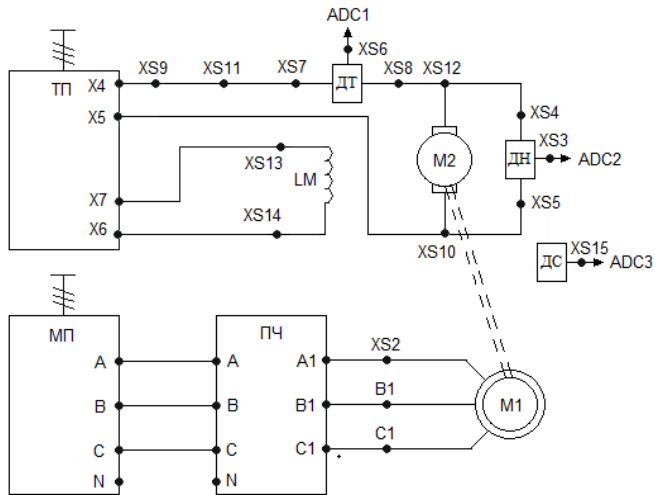 ADC1
XS6
ТП X4 XS9 XS11 XS7 ДТ XS8 XS12
X5 XS4
XS3
M2 ДН ADC2
XS13
LM
X7 XS5
X6 XS14
XS10
XS15
ДС ADC3
МП ПЧ
A A A1 XS2
B B B1 B1 M1
C C C1 C1
N N